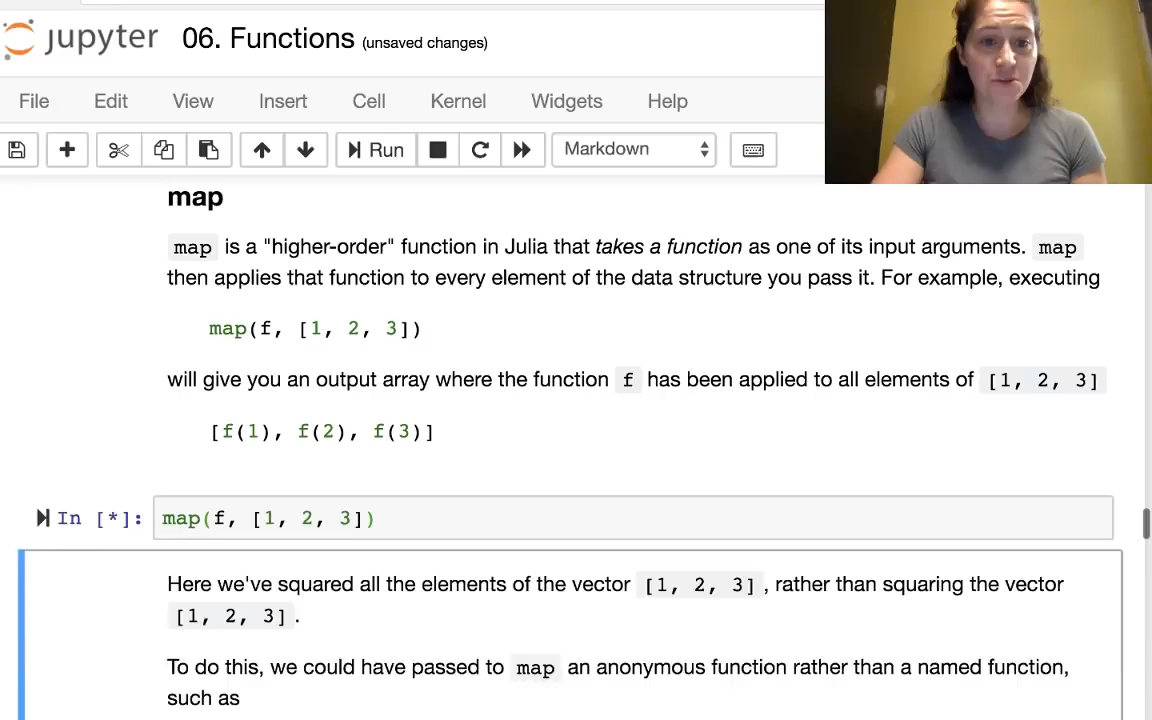 jupyter 06. Functions (unsaved changes)
File Edit View Insert Cell Kernel Widgets Help
Run Markdown
map
map is a "higher-order" function in Julia that takes a function as one of its input arguments. map
then applies that function to every element of the data structure you pass it. For example, executing
map(f, [1, 2, 3])
will give you an output array where the function f has been applied to all elements of [1, 2, 3]
[f(1), f(2), f(3)]
In [*]: map(f, [1, 2, 3])
Here we've squared all the elements of the vector [1, 2, 3] , rather than squaring the vector
[1, 2, 3] .
To do this, we could have passed to map an anonymous function rather than a named function,
such as